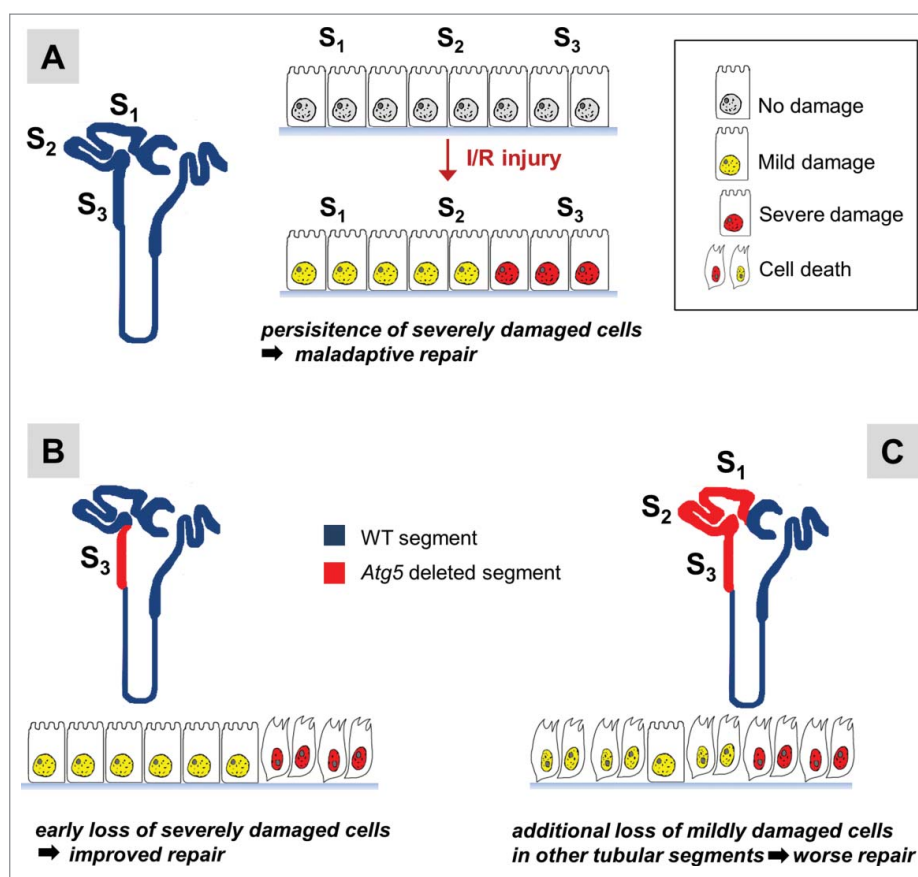 A
S1
S2
S3
S1 S2 S3
I/R injury
S1 S2 S3
persisitence of severely damaged cells
➡ maladaptive repair
No damage
Mild damage
Severe damage
Cell death
B
S3
WT segment
Atg5 deleted segment
C
S1
S2
S3
early loss of severely damaged cells
➡ improved repair
additional loss of mildly damaged cells
in other tubular segments ➡ worse repair